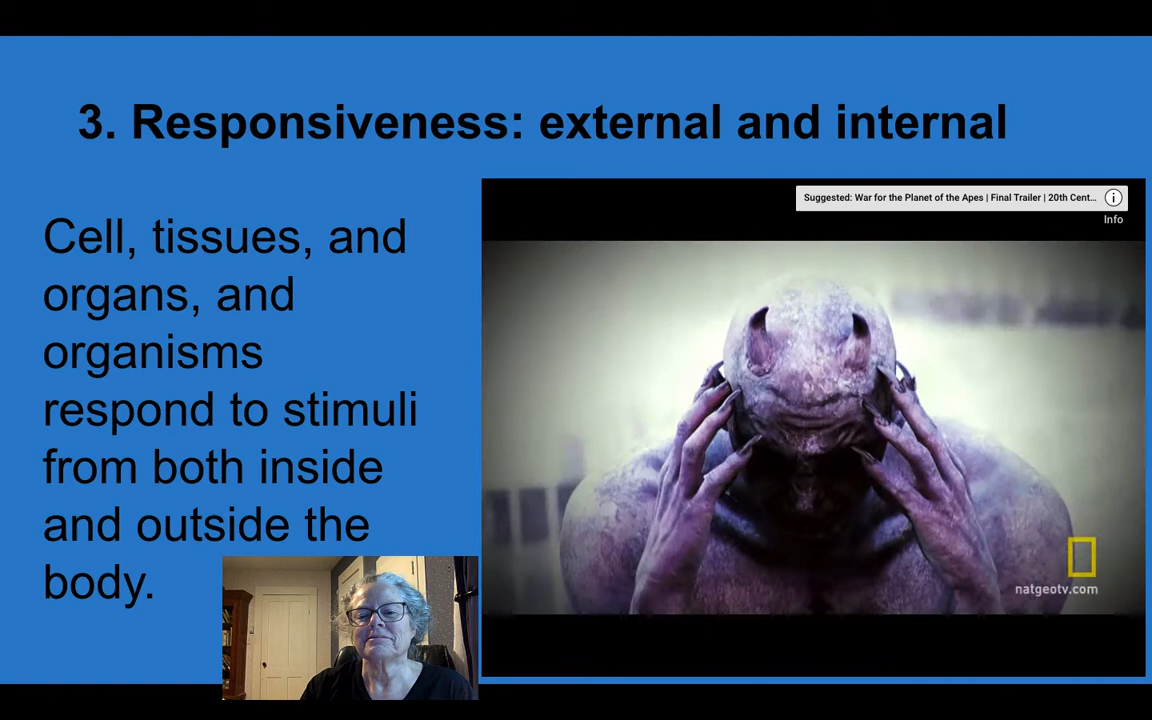 3. Responsiveness: external and internal
Cell, tissues, and
organs, and
organisms
respond to stimuli
from both inside
and outside the
body.
Suggested: War for the Planet of the Apes | Final Trailer | 20th Cent...
Info
natgeotv.com